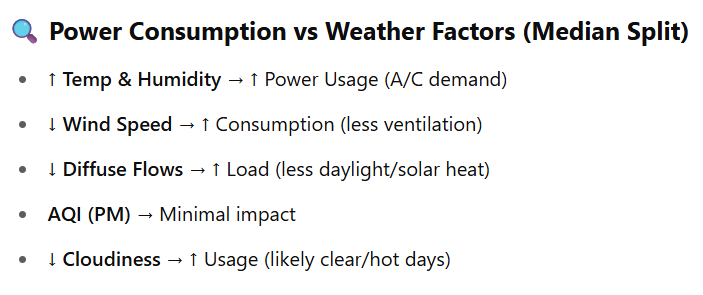 🔍 Power Consumption vs Weather Factors (Median Split)
• ↑ Temp & Humidity → ↑ Power Usage (A/C demand)
• ↓ Wind Speed → ↑ Consumption (less ventilation)
• ↓ Diffuse Flows → ↑ Load (less daylight/solar heat)
• AQI (PM) → Minimal impact
• ↓ Cloudiness → ↑ Usage (likely clear/hot days)